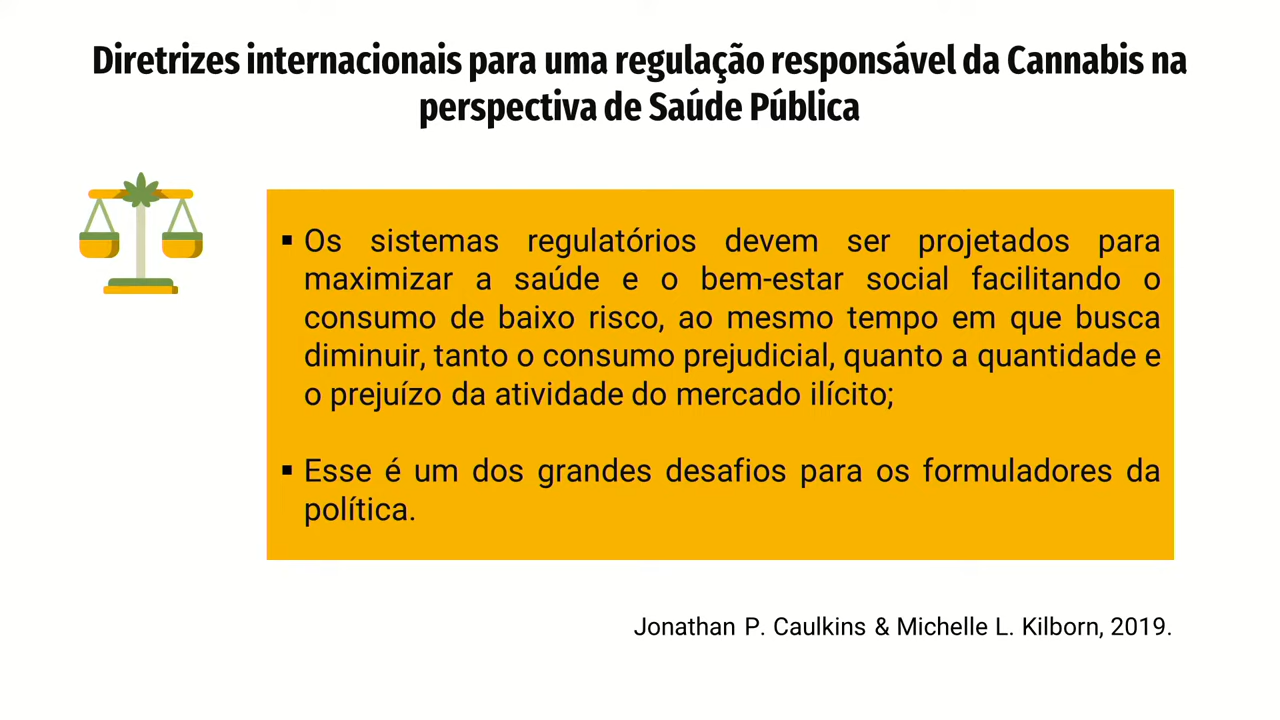 Diretrizes internacionais para uma regulação responsável da Cannabis na
perspectiva de Saúde Pública
▪ Os sistemas regulatórios devem ser projetados para
maximizar a saúde e o bem-estar social facilitando o
consumo de baixo risco, ao mesmo tempo em que busca
diminuir, tanto o consumo prejudicial, quanto a quantidade e
o prejuízo da atividade do mercado ilícito;
▪ Esse é um dos grandes desafios para os formuladores da
política.
Jonathan P. Caulkins & Michelle L. Kilborn, 2019.